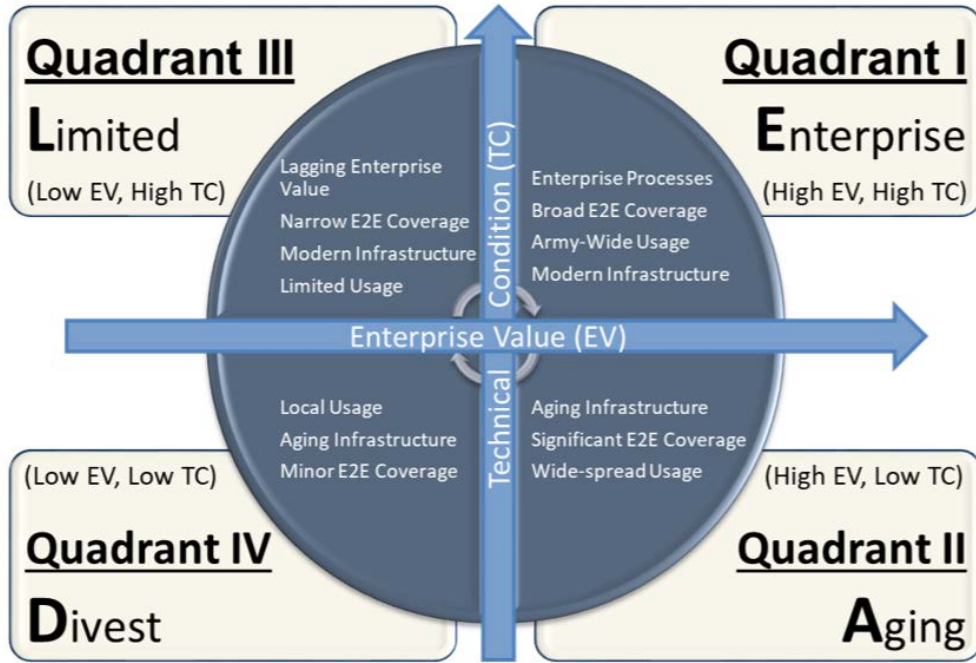 Quadrant III
Limited
(Low EV, High TC)
Quadrant I
Enterprise
(High EV, High TC)
Lagging Enterprise
Value
Narrow E2E Coverage
Modern Infrastructure
Limited Usage
Enterprise Processes
Broad E2E Coverage
Army-Wide Usage
Modern Infrastructure
Technical Condition (TC)
Enterprise Value (EV)
Local Usage
Aging Infrastructure
Minor E2E Coverage
Aging Infrastructure
Significant E2E Coverage
Wide-spread Usage
(Low EV, Low TC)
Quadrant IV
Divest
(High EV, Low TC)
Quadrant II
Aging